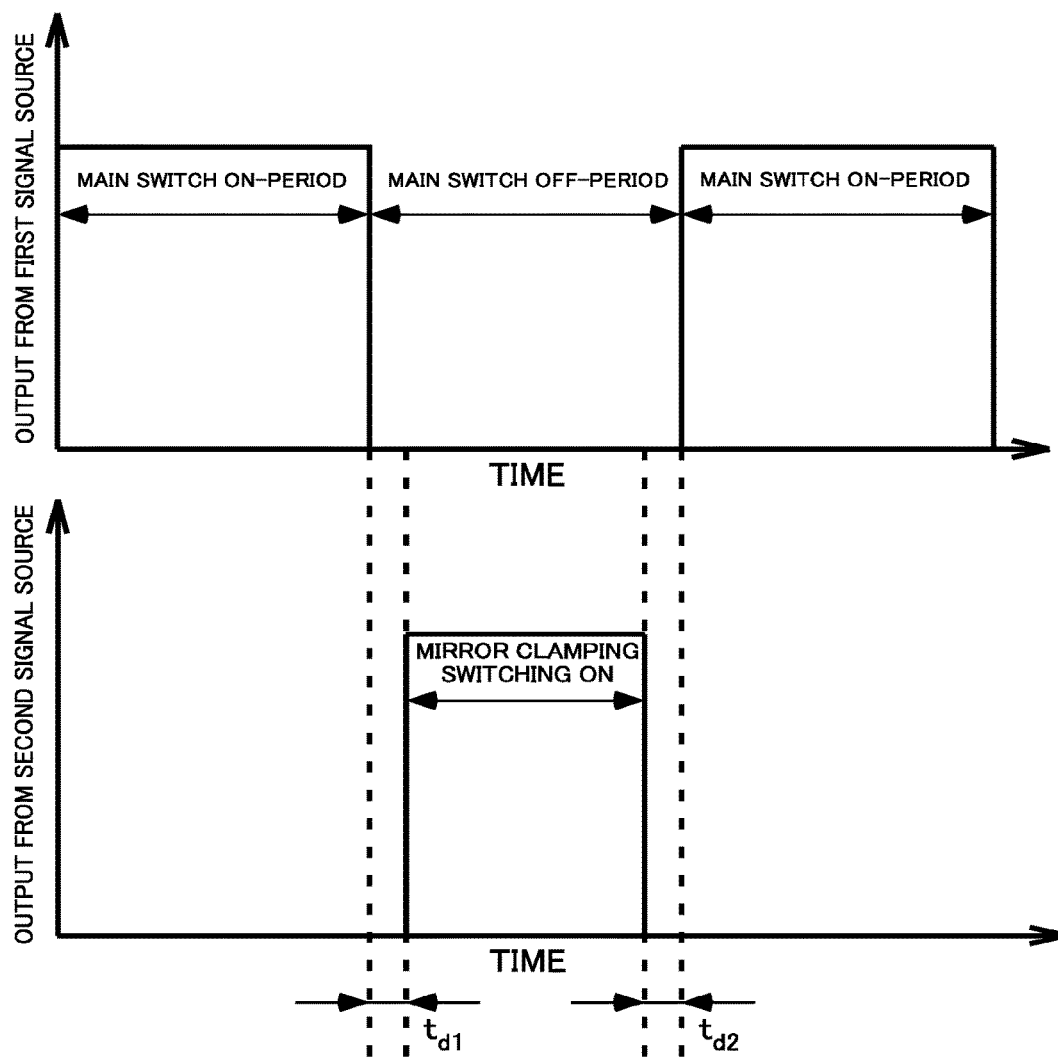 OUTPUT FROM FIRST SIGNAL SOURCE
MAIN SWITCH ON-PERIOD
MAIN SWITCH OFF-PERIOD
MAIN SWITCH ON-PERIOD
TIME
OUTPUT FROM SECOND SIGNAL SOURCE
MIRROR CLAMPING
SWITCHING ON
TIME
td1
td2